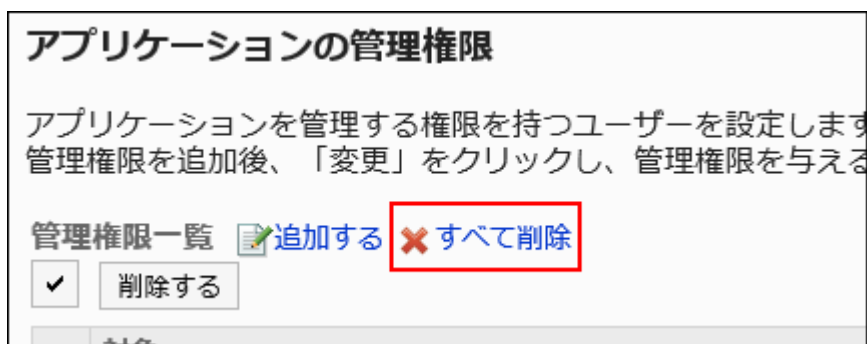 アプリケーションの管理権限
アプリケーションを管理する権限を持つユーザーを設定します
管理権限を追加後、「変更」をクリックし、管理権限を与える
管理権限一覧 追加する すべて削除
削除する